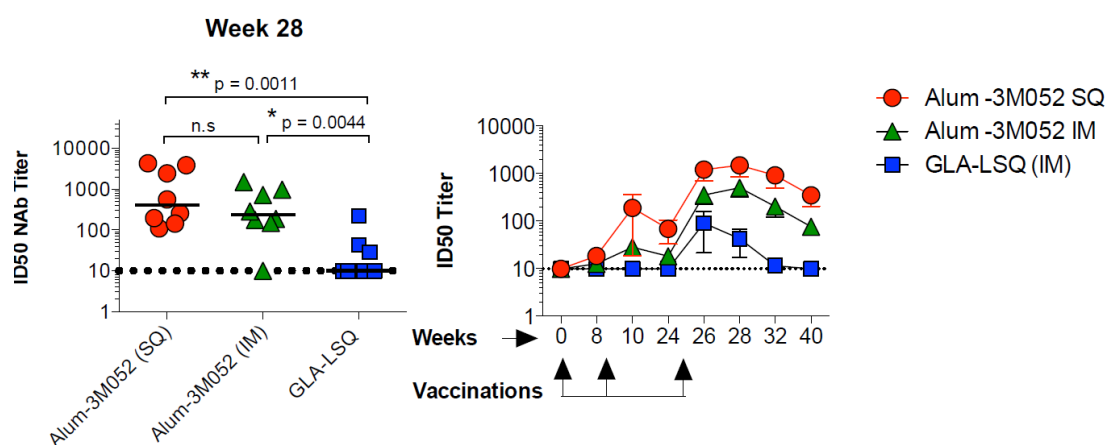 Week 28
** p = 0.0011
n.s
* p = 0.0044
ID50 NAb Titer
10000
1000
100
10
1
Alum-3M052 (SQ)
Alum-3M052 (IM)
GLA-LSQ
ID50 Titer
10000
1000
100
10
1
Weeks
0 8 10 24 26 28 32 40
Vaccinations
Alum -3M052 SQ
Alum -3M052 IM
GLA-LSQ (IM)